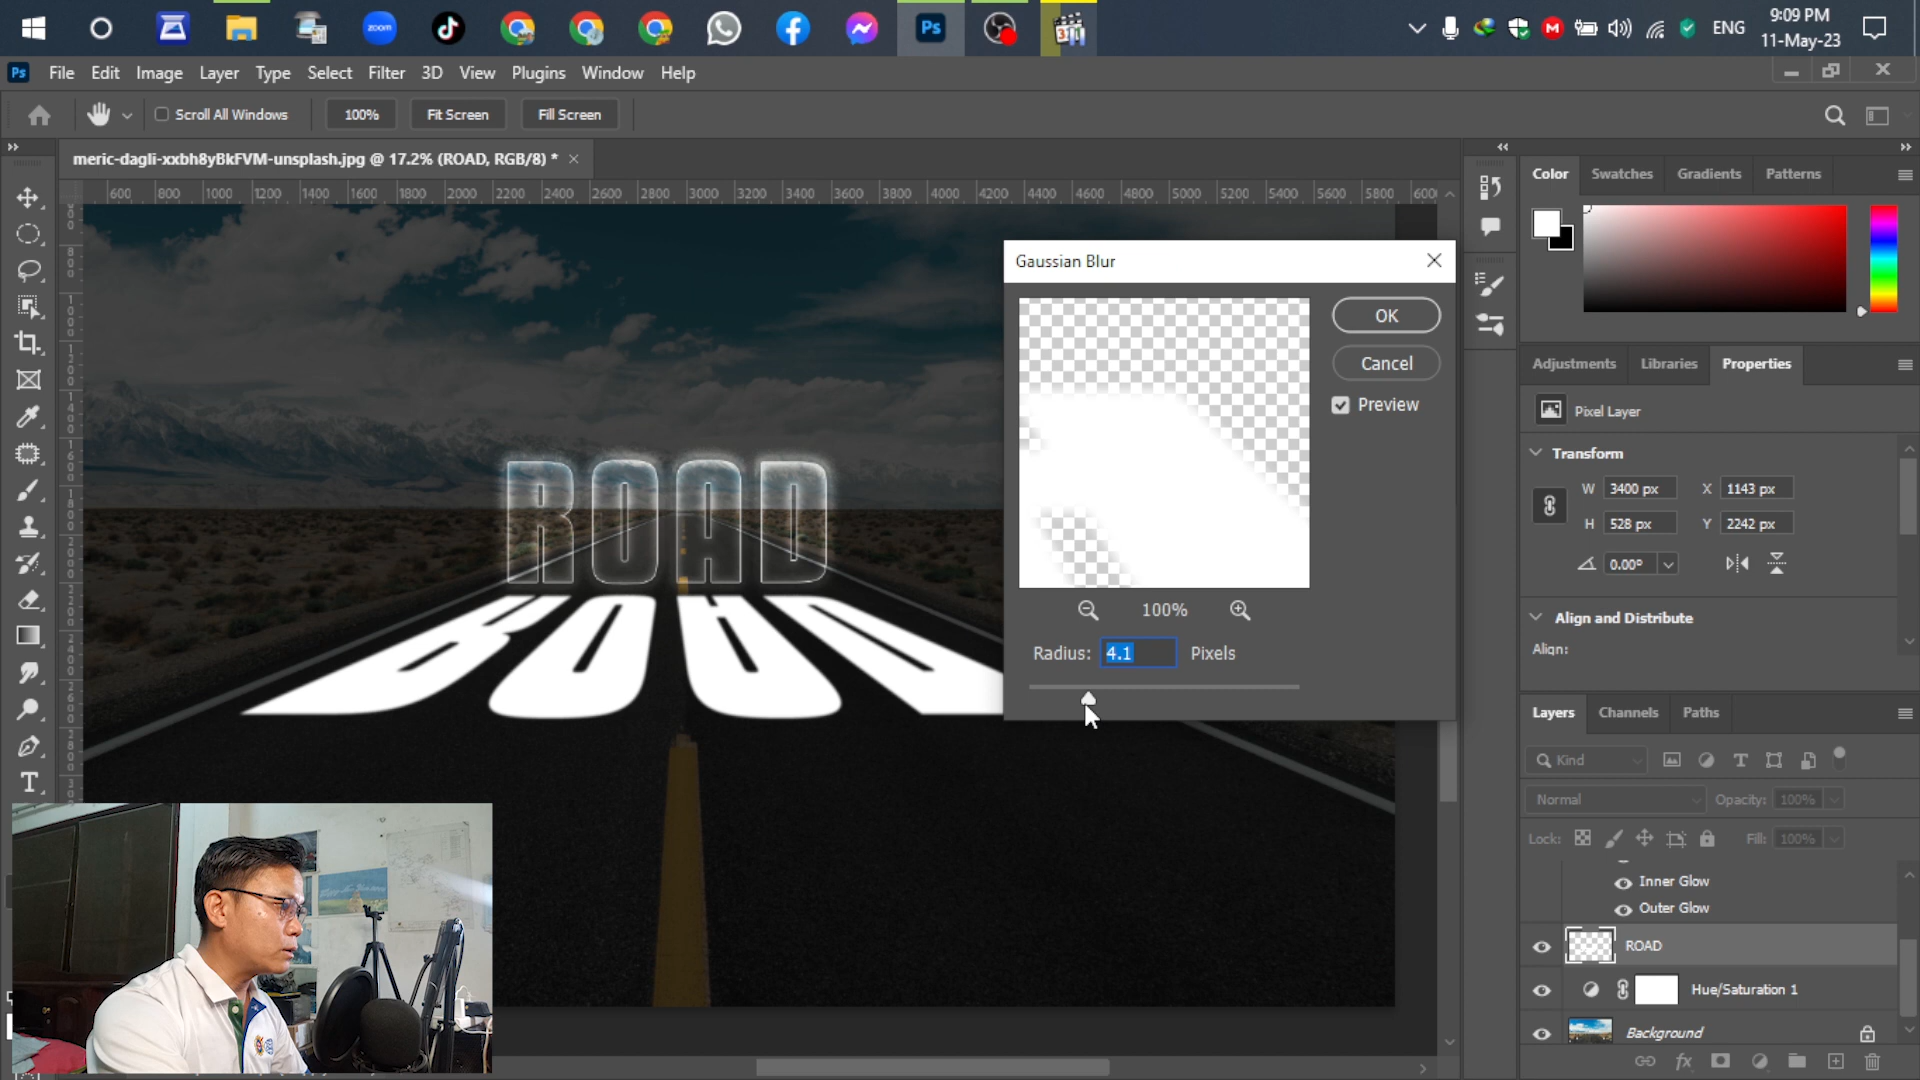 zoom
Ps
31
ENG
9:09 PM
11-May-23
Ps File Edit Image Layer Type Select Filter 3D View Plugins Window Help
Scroll All Windows 100% Fit Screen Fill Screen
meric-dagli-xxbh8yBkFVM-unsplash.jpg @ 17.2% (ROAD, RGB/8) *
600 800 1000 1200 1400 1600 1800 2000 2200 2400 2600 2800 3000 3200 3400 3600 3800 4000 4200 4400 4600 4800 5000 5200 5400 5600 5800
ROAD
ROAD
Gaussian Blur
OK
Cancel
Preview
100%
Radius: 4.1 Pixels
Color Swatches Gradients Patterns
Adjustments Libraries Properties
Pixel Layer
Transform
W 3400 px X 1143 px
H 528 px Y 2242 px
0.00°
Align and Distribute
Align:
Layers Channels Paths
Kind
Normal Opacity: 100%
Lock: Fill: 100%
Inner Glow
Outer Glow
ROAD
Hue/Saturation 1
Background
fx